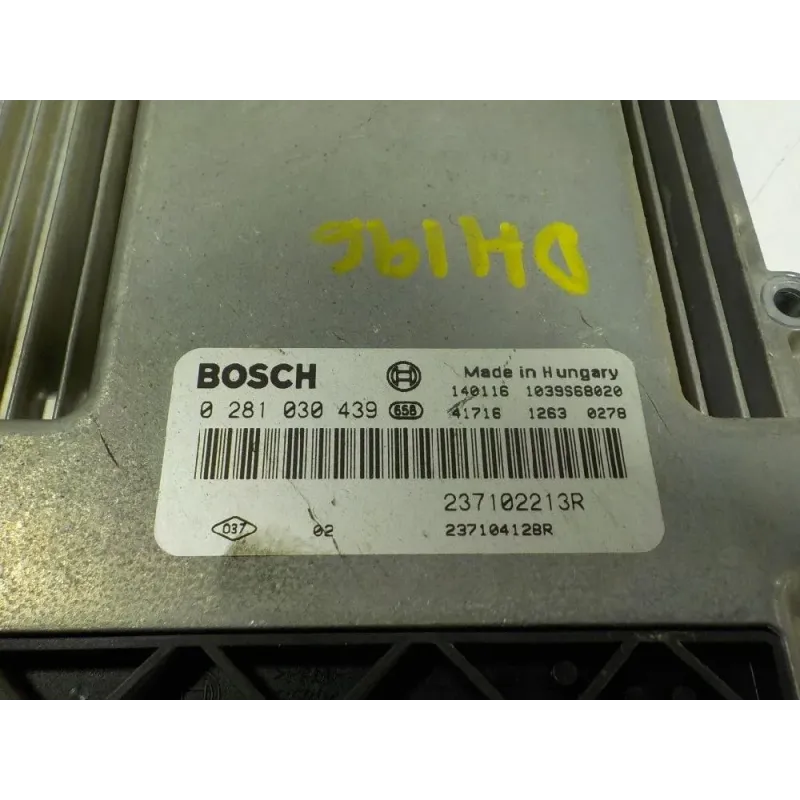 DH196
BOSCH Made in Hungary
140116 1039S68020
0 281 030 439 658 41716 1263 0278
237102213R
037 02 237104128R